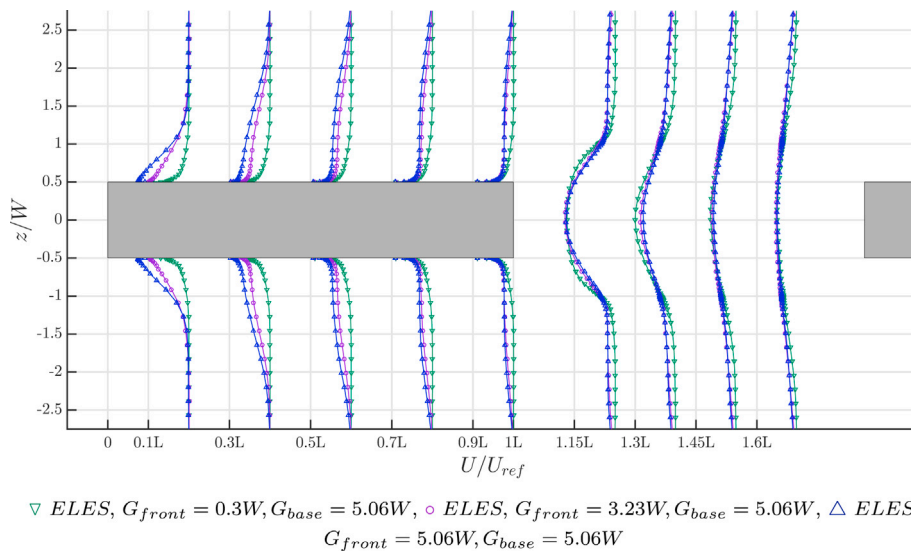 2.5
2
1.5
1
0.5
0
-0.5
-1
-1.5
-2
-2.5
z/W
0 0.1L 0.3L 0.5L 0.7L 0.9L 1L 1.15L 1.3L 1.45L 1.6L
U/U_ref
ELES, G_front = 0.3W, G_base = 5.06W, ELES, G_front = 3.23W, G_base = 5.06W, ELES
G_front = 5.06W, G_base = 5.06W